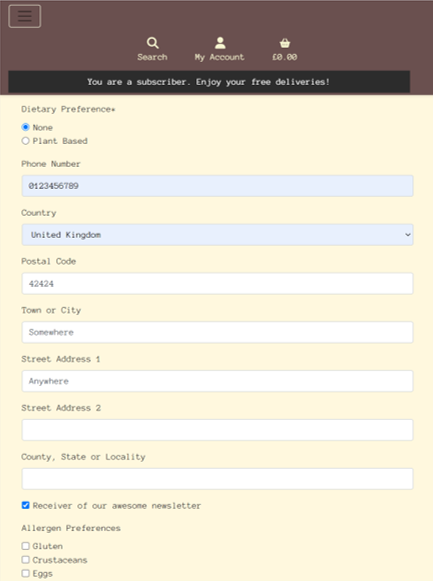 Search My Account £0.00
You are a subscriber. Enjoy your free deliveries!
Dietary Preference*
None
Plant Based
Phone Number
0123456789
Country
United Kingdom
Postal Code
42424
Town or City
Somewhere
Street Address 1
Anywhere
Street Address 2
County, State or Locality
Receiver of our awesome newsletter
Allergen Preferences
Gluten
Crustaceans
Eggs